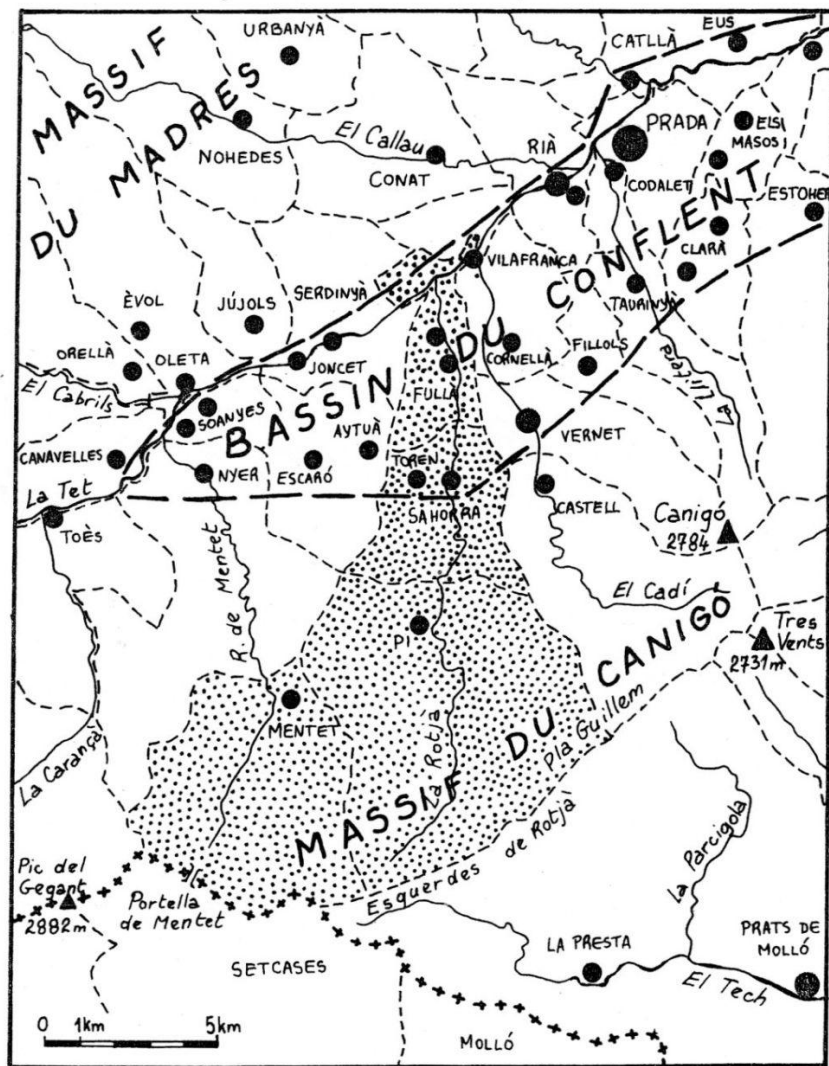 URBANYÀ
EUS
CATLLÀ
MASSIF
DU MADRES
NOHEDES
El Callau
CONAT
RIÀ
PRADA
ELS
MASOS
CODALET
ESTOHER
VILAFRANCA
CLARÀ
TAURINYÀ
La Llitera
BASSIN DU CONFLENT
SERDINYÀ
ÈVOL
JÚJOLS
ORELLÀ
OLETA
JONCET
El Cabrils
SOANYES
CORNELLÀ
FILLOLS
FULLÀ
CANAVELLES
AYTUÀ
NYER
ESCARÓ
TOREN
VERNET
La Tet
TOÈS
SAHORRA
CASTELL
Canigó
2784
R. de Mentet
El Cadí
PI
Tres
Vents
2731m
MENTET
La Rotjà
MASSIF DU CANIGÓ
Pla Guillem
La Carança
La Parcigola
Pic del
Gegant
2882m
Portella
de Mentet
Esquerdes de Rotjà
SETCASES
LA PRESTA
PRATS DE
MOLLÓ
El Tech
0 1km 5km
MOLLÓ